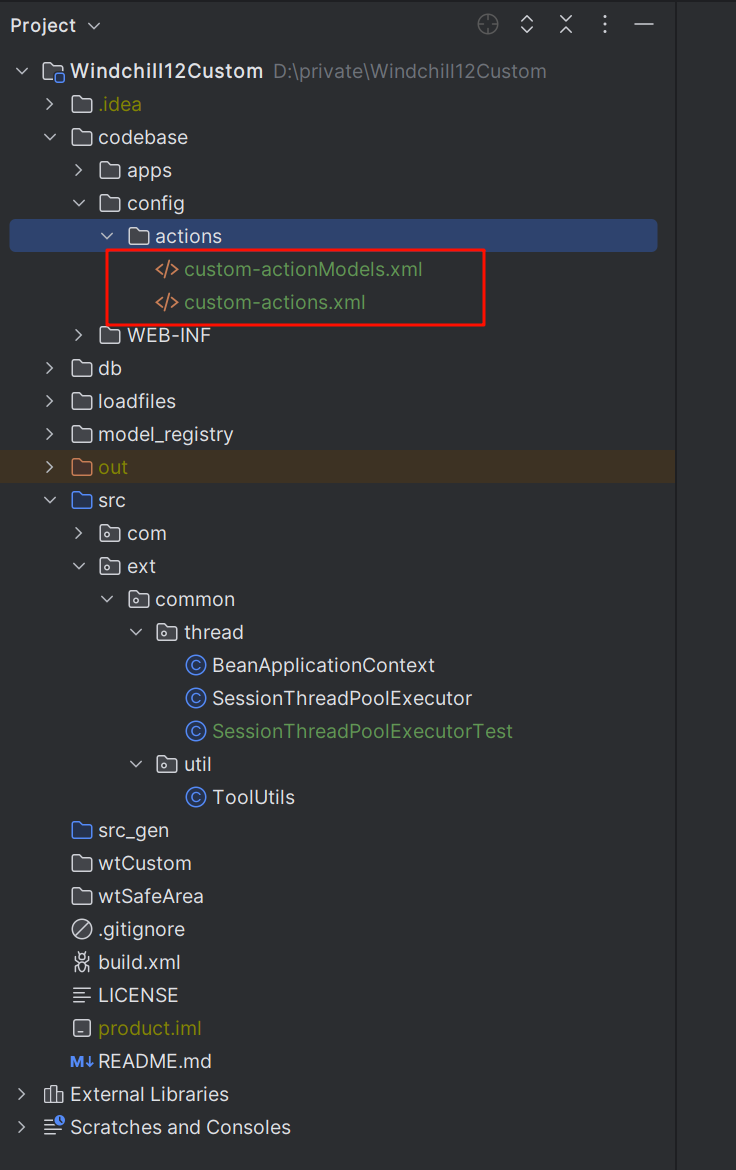 Project
Windchill12Custom D:\private\Windchill12Custom
.idea
codebase
apps
config
actions
</> custom-actionModels.xml
</> custom-actions.xml
WEB-INF
db
loadfiles
model_registry
out
src
com
ext
common
thread
C BeanApplicationContext
C SessionThreadPoolExecutor
C SessionThreadPoolExecutorTest
util
C ToolUtils
src_gen
wtCustom
wtSafeArea
.gitignore
build.xml
LICENSE
product.iml
M↓ README.md
External Libraries
Scratches and Consoles